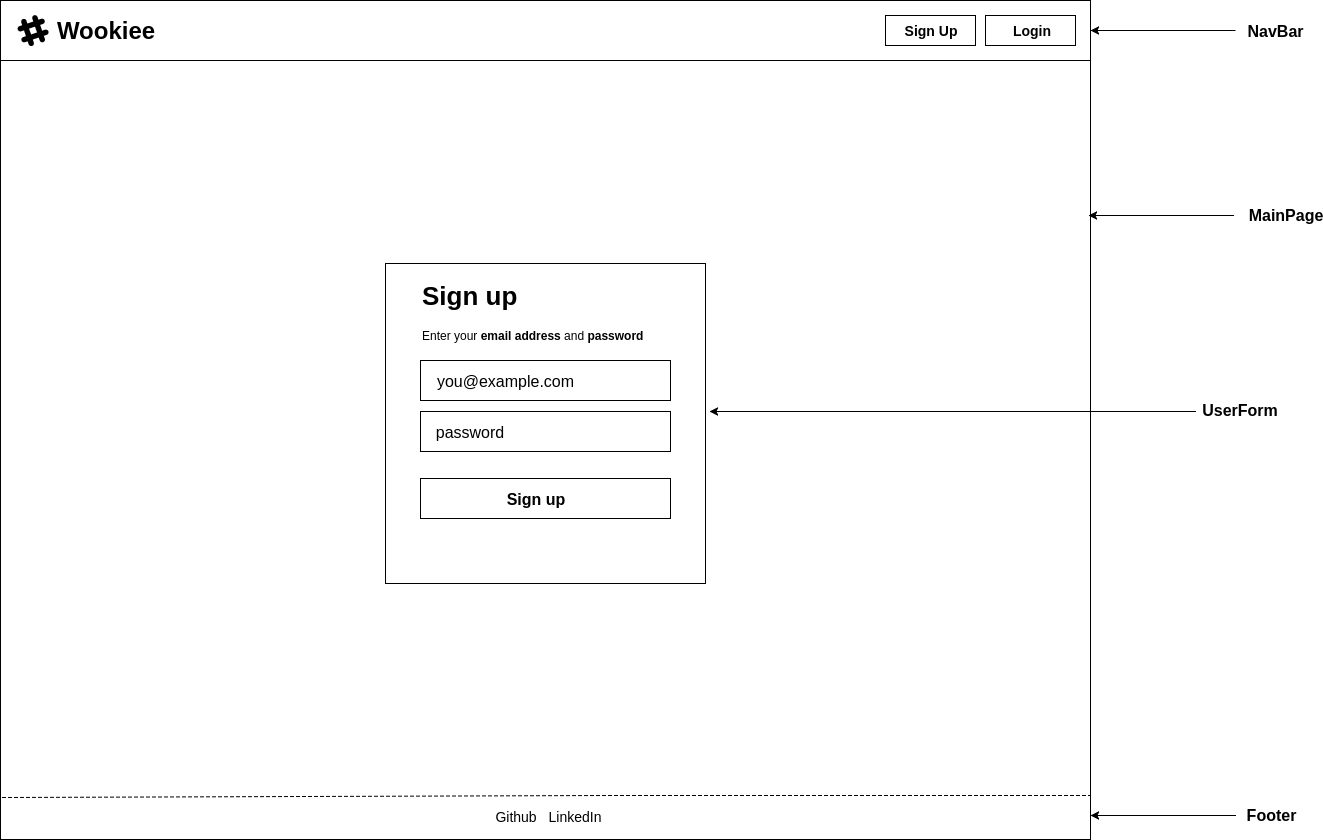 Wookiee
Sign Up
Login
NavBar
MainPage
Sign up
Enter your email address and password
you@example.com
password
UserForm
Sign up
Github LinkedIn
Footer